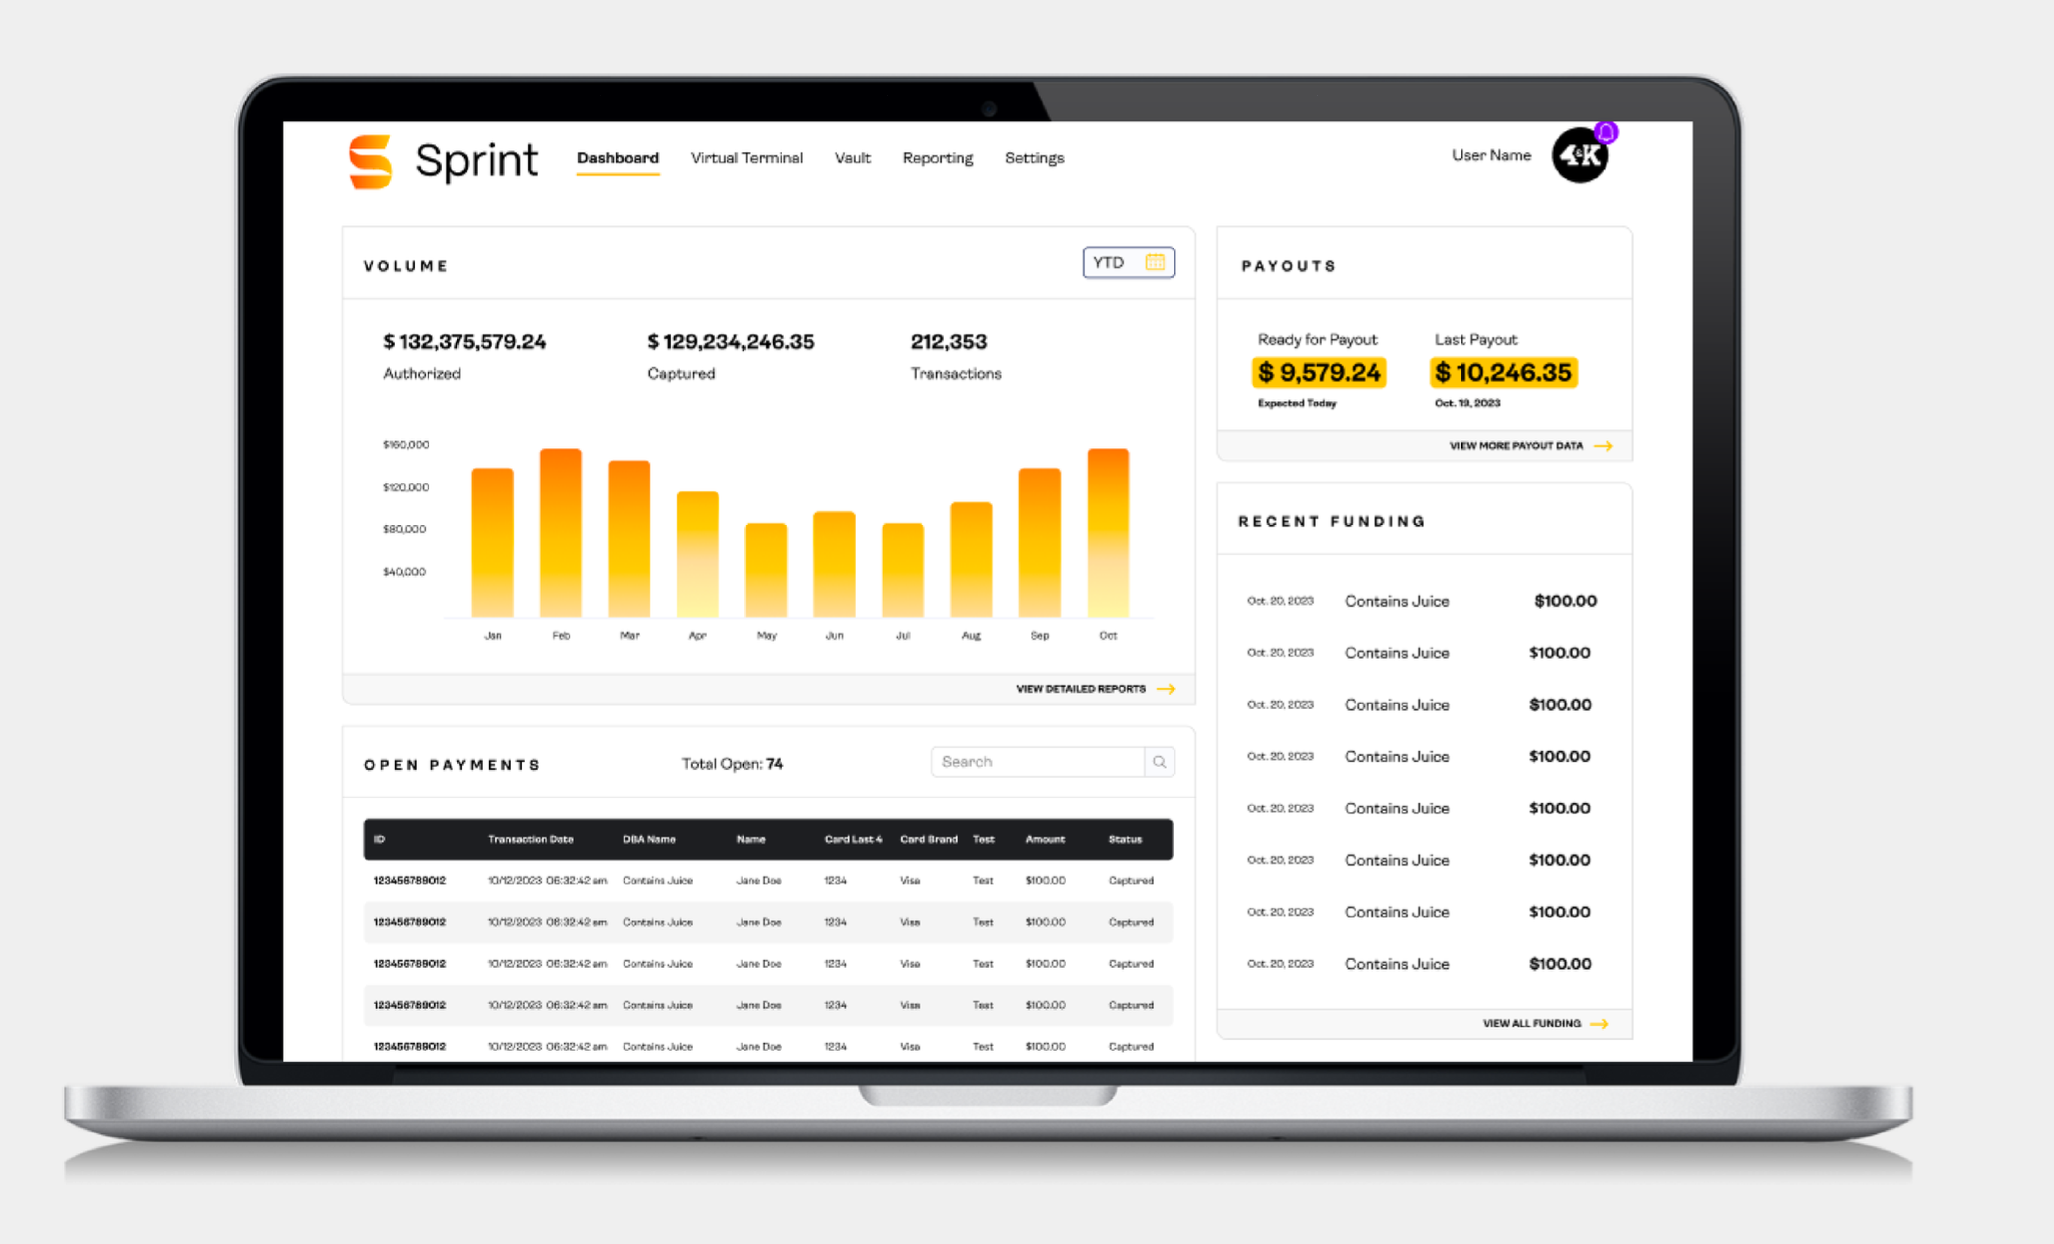 Sprint Dashboard Virtual Terminal Vault Reporting Settings User Name 4&K
VOLUME YTD
$ 132,375,579.24 $ 129,234,246.35 212,353
Authorized Captured Transactions
$160,000
$120,000
$80,000
$40,000
Jan Feb Mar Apr May Jun Jul Aug Sep Oct
VIEW DETAILED REPORTS
PAYOUTS
Ready for Payout Last Payout
$ 9,579.24 $ 10,246.35
Expected Today Oct. 19, 2023
VIEW MORE PAYOUT DATA
RECENT FUNDING
Oct. 20, 2023 Contains Juice $100.00
Oct. 20, 2023 Contains Juice $100.00
Oct. 20, 2023 Contains Juice $100.00
Oct. 20, 2023 Contains Juice $100.00
Oct. 20, 2023 Contains Juice $100.00
Oct. 20, 2023 Contains Juice $100.00
Oct. 20, 2023 Contains Juice $100.00
Oct. 20, 2023 Contains Juice $100.00
VIEW ALL FUNDING
OPEN PAYMENTS Total Open: 74 Search
ID Transaction Date DBA Name Name Card Last 4 Card Brand Test Amount Status
123456789012 10/12/2023 06:32:42 am Contains Juice Jane Doe 1234 Visa Test $100.00 Captured
123456789012 10/12/2023 06:32:42 am Contains Juice Jane Doe 1234 Visa Test $100.00 Captured
123456789012 10/12/2023 06:32:42 am Contains Juice Jane Doe 1234 Visa Test $100.00 Captured
123456789012 10/12/2023 06:32:42 am Contains Juice Jane Doe 1234 Visa Test $100.00 Captured
123456789012 10/12/2023 06:32:42 am Contains Juice Jane Doe 1234 Visa Test $100.00 Captured